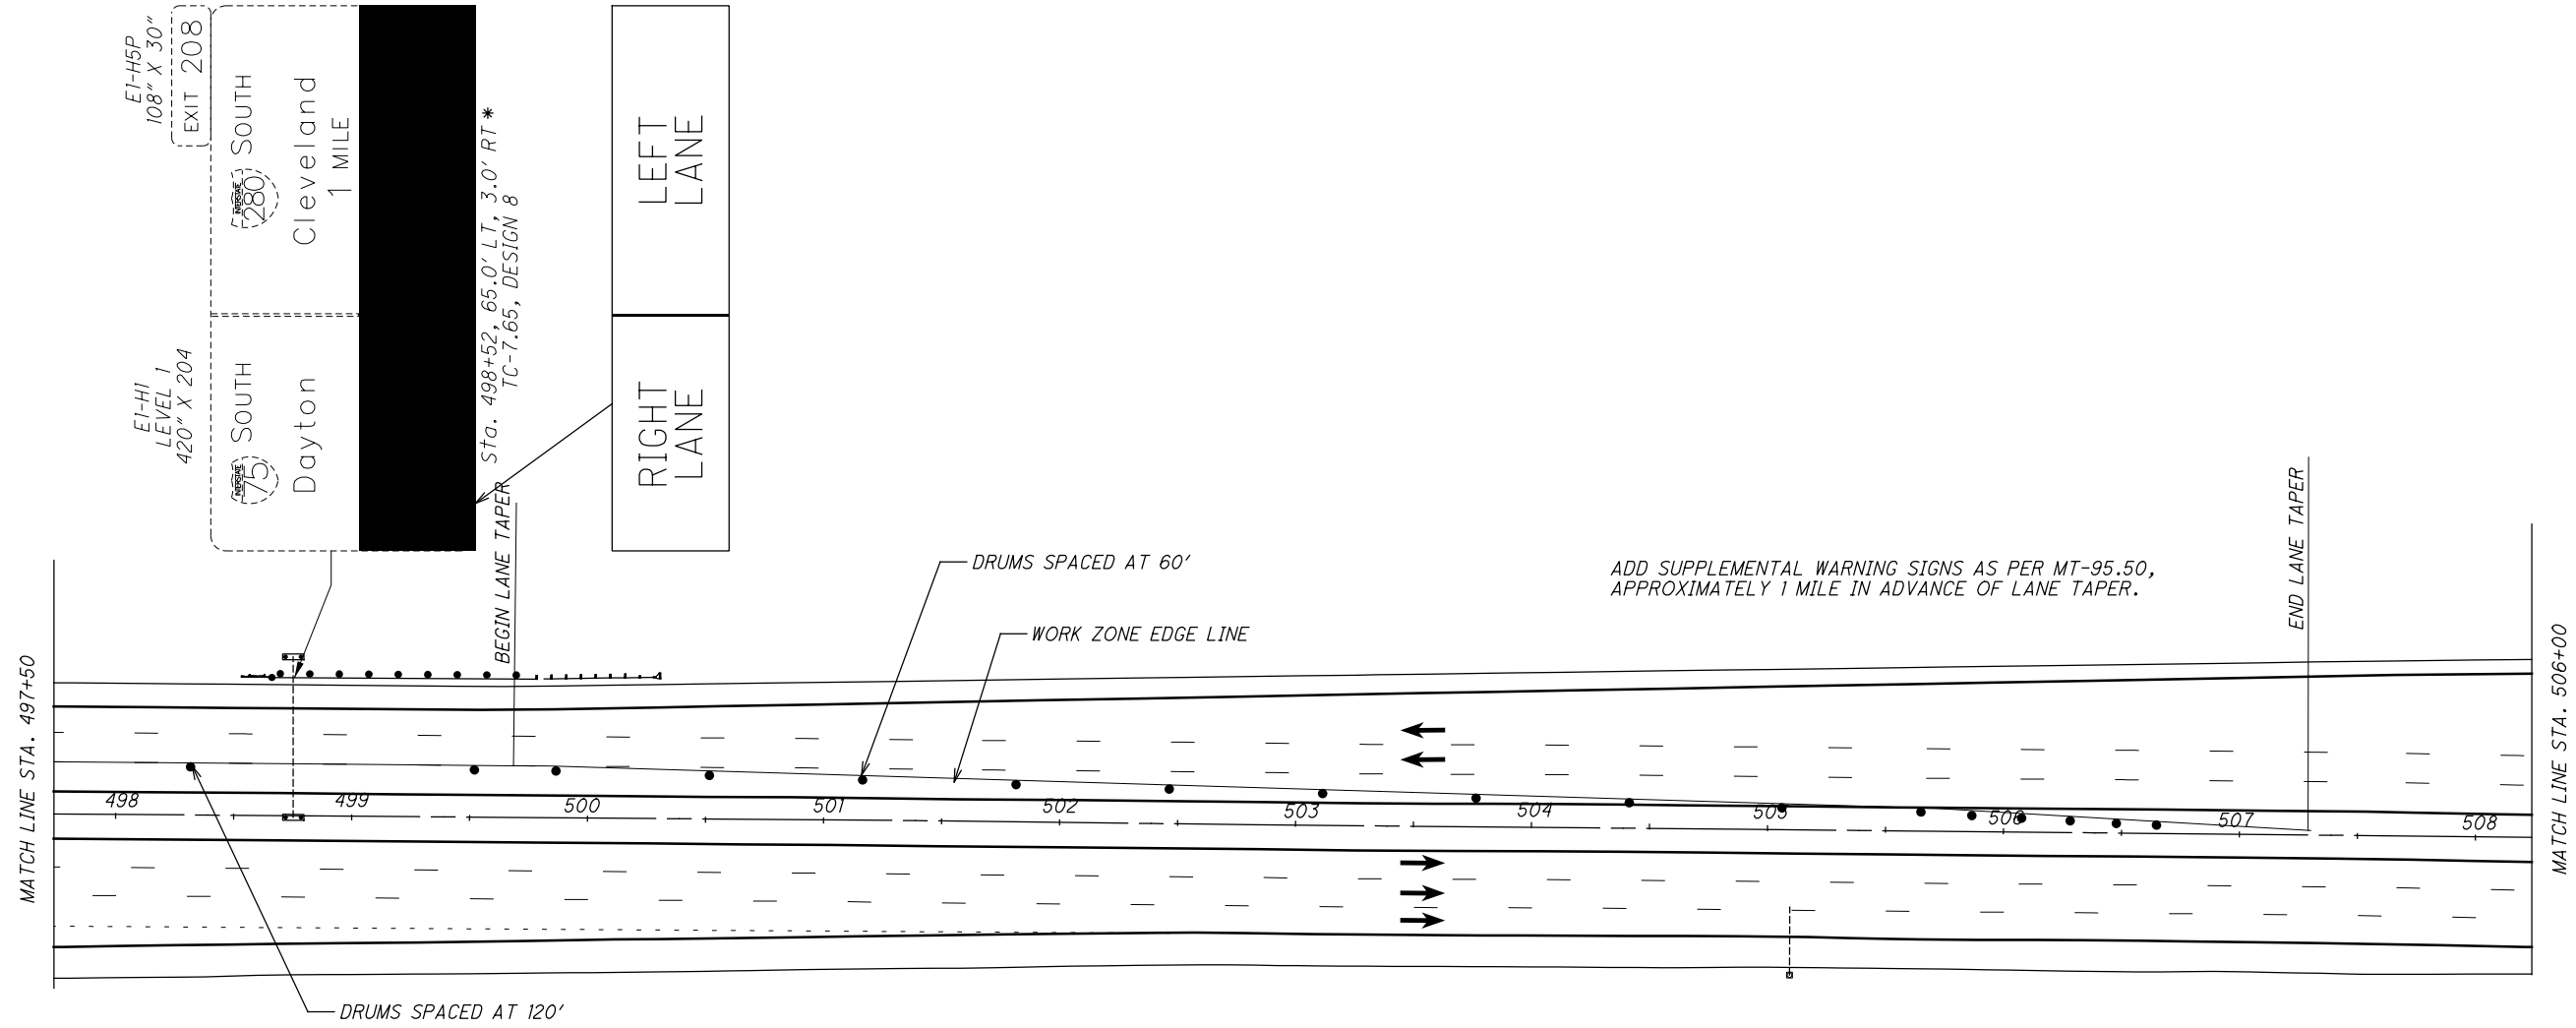 E1-H5P
108" X 30"
EXIT 208
SOUTH
INTERSTATE
280
Cleveland
1 MILE
E1-H1
LEVEL 1
420" X 204
SOUTH
INTERSTATE
75
Dayton
Sta. 498+52, 65.0' LT, 3.0' RT *
TC-7.65, DESIGN 8
LEFT
LANE
RIGHT
LANE
BEGIN LANE TAPER
DRUMS SPACED AT 60'
WORK ZONE EDGE LINE
ADD SUPPLEMENTAL WARNING SIGNS AS PER MT-95.50,
APPROXIMATELY 1 MILE IN ADVANCE OF LANE TAPER.
END LANE TAPER
MATCH LINE STA. 497+50
MATCH LINE STA. 506+00
498 499 500 501 502 503 504 505 506 507 508
DRUMS SPACED AT 120'